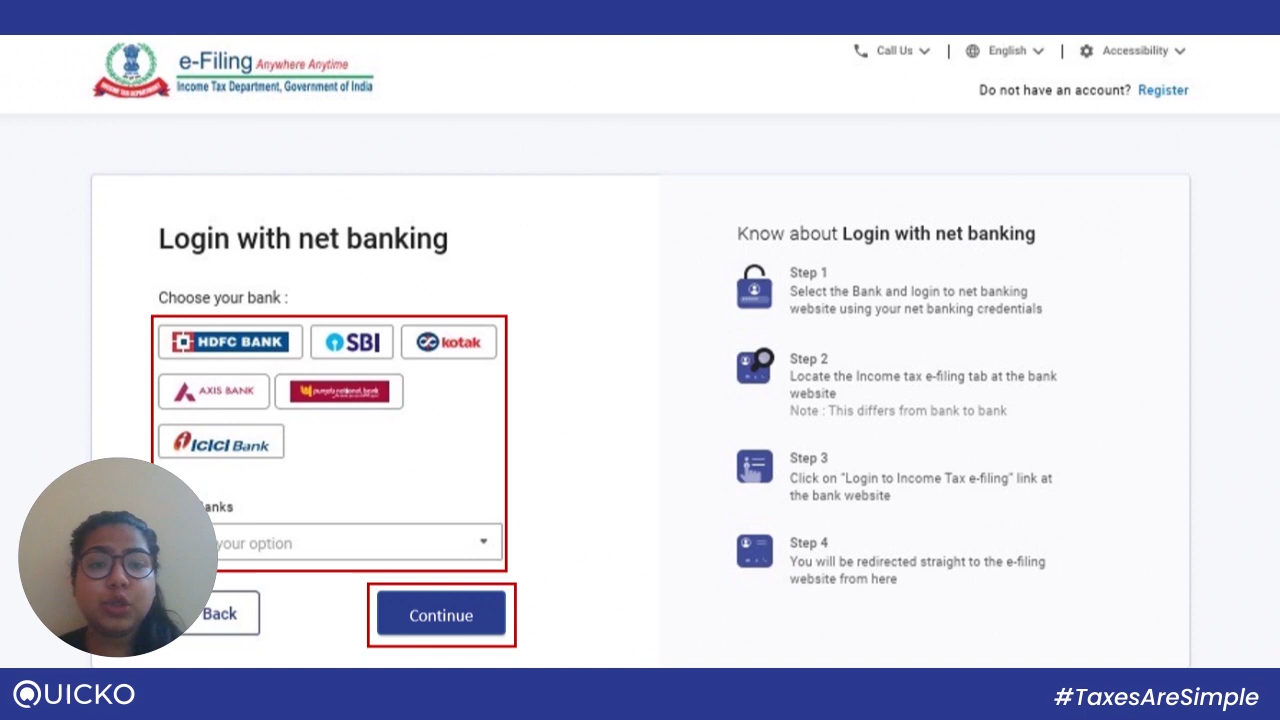 e-Filing Anywhere Anytime
Income Tax Department, Government of India
Call Us
English
Accessibility
Do not have an account? Register
Login with net banking
Choose your bank :
HDFC BANK
SBI
kotak
AXIS BANK
punjab national bank
ICICI Bank
anks
your option
Back
Continue
Know about Login with net banking
Step 1
Select the Bank and login to net banking
website using your net banking credentials
Step 2
Locate the Income tax e-filing tab at the bank
website
Note : This differs from bank to bank
Step 3
Click on "Login to Income Tax e-filing" link at
the bank website
Step 4
You will be redirected straight to the e-filing
website from here
QUICKO
#TaxesAreSimple